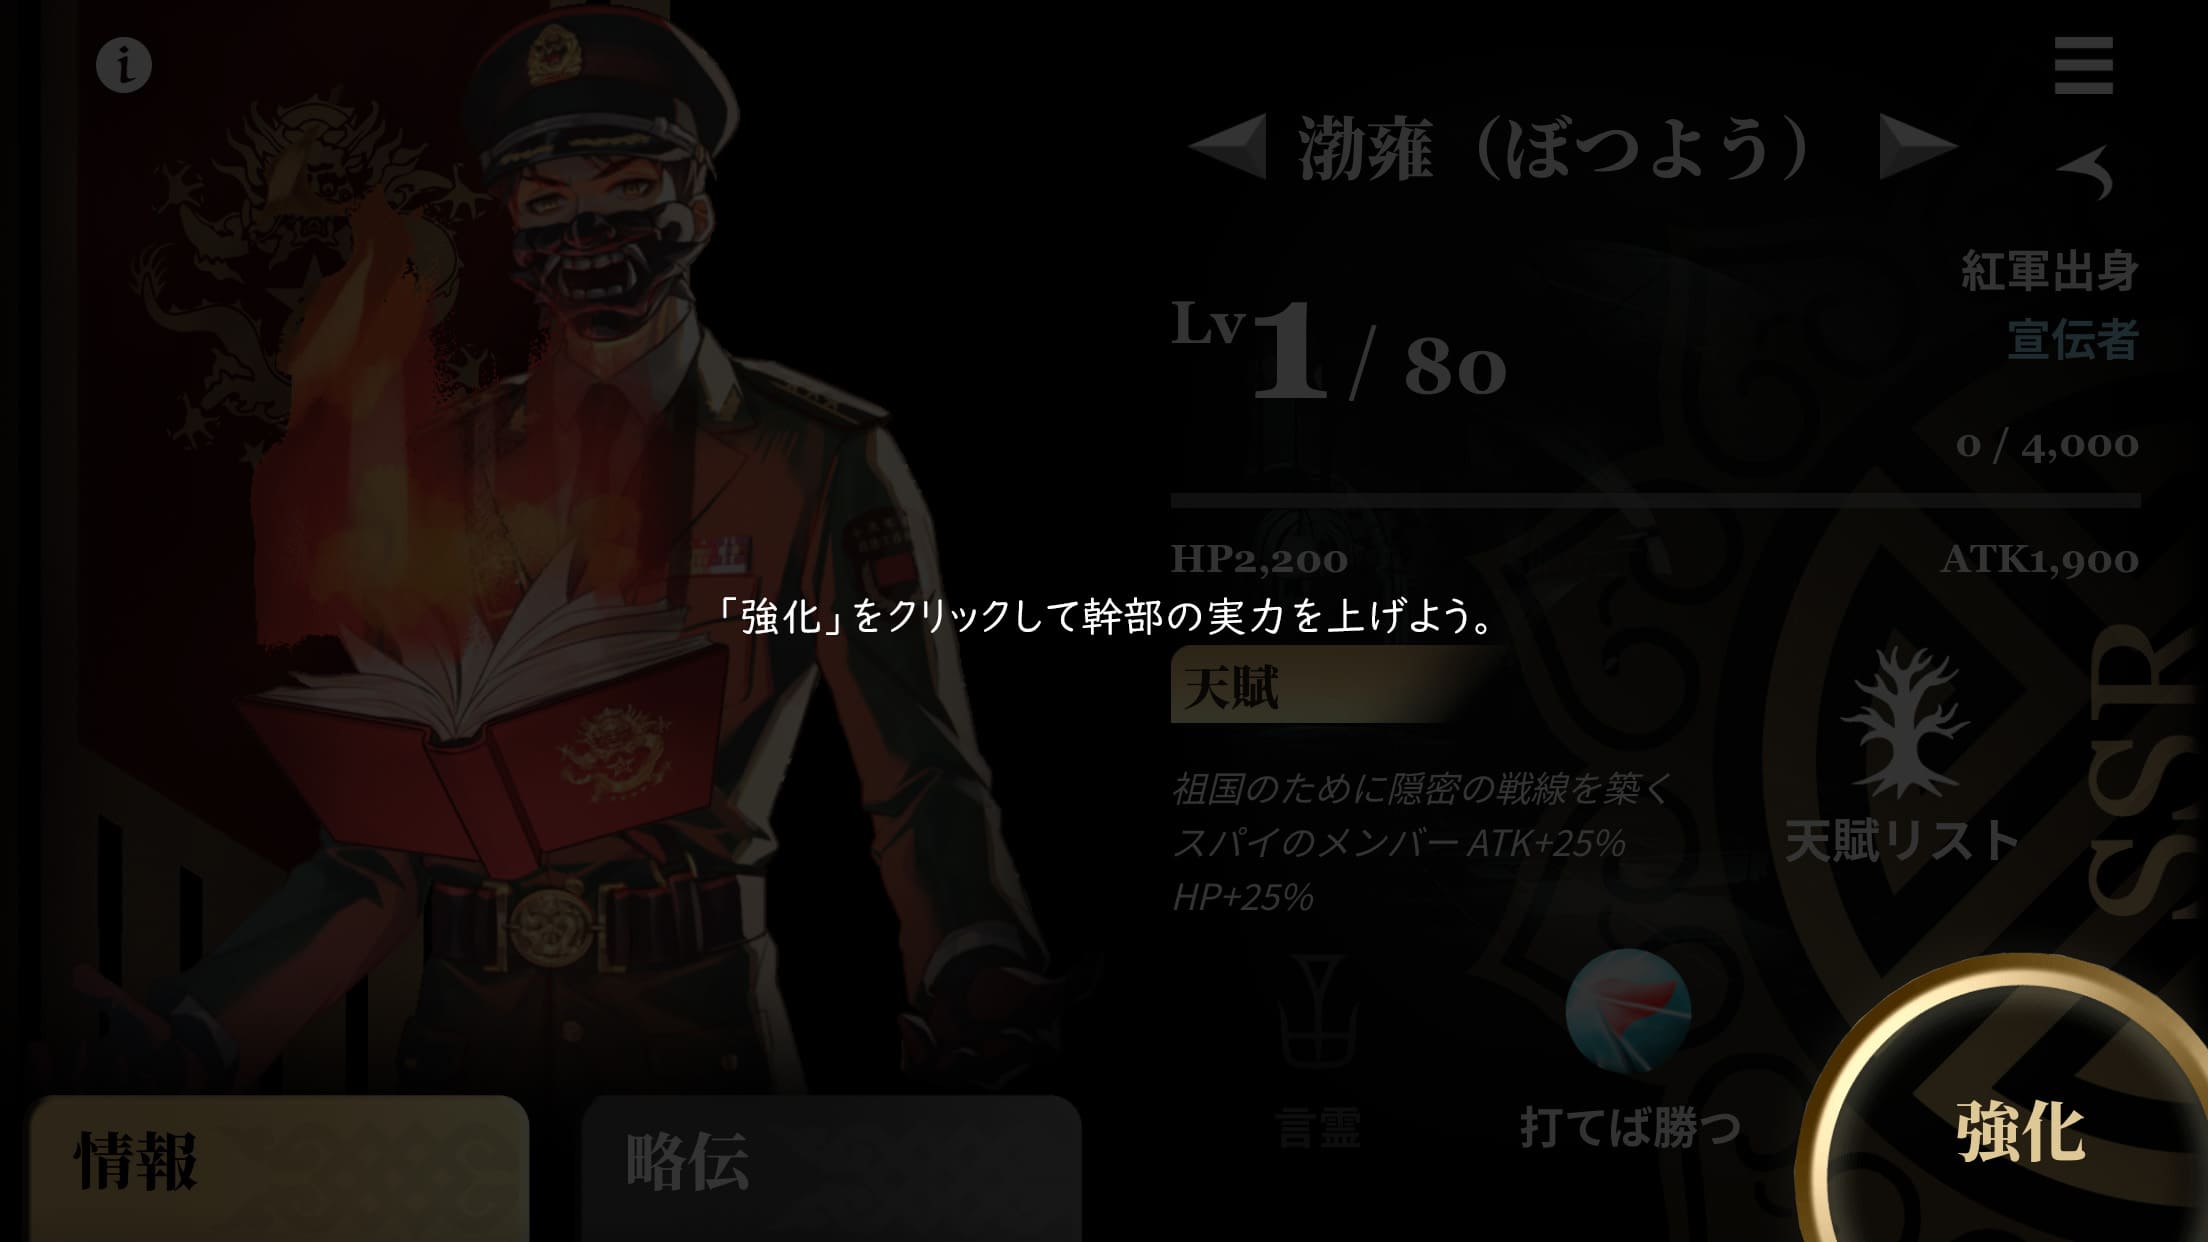 渤雍（ぼつよう）
紅軍出身
宣伝者
Lv1 / 80
0 / 4,000
HP2,200
ATK1,900
「強化」をクリックして幹部の実力を上げよう。
天賦
祖国のために隠密の戦線を築く
スパイのメンバー ATK+25%
HP+25%
天賦リスト
SSR
言霊
打てば勝つ
強化
情報
略伝